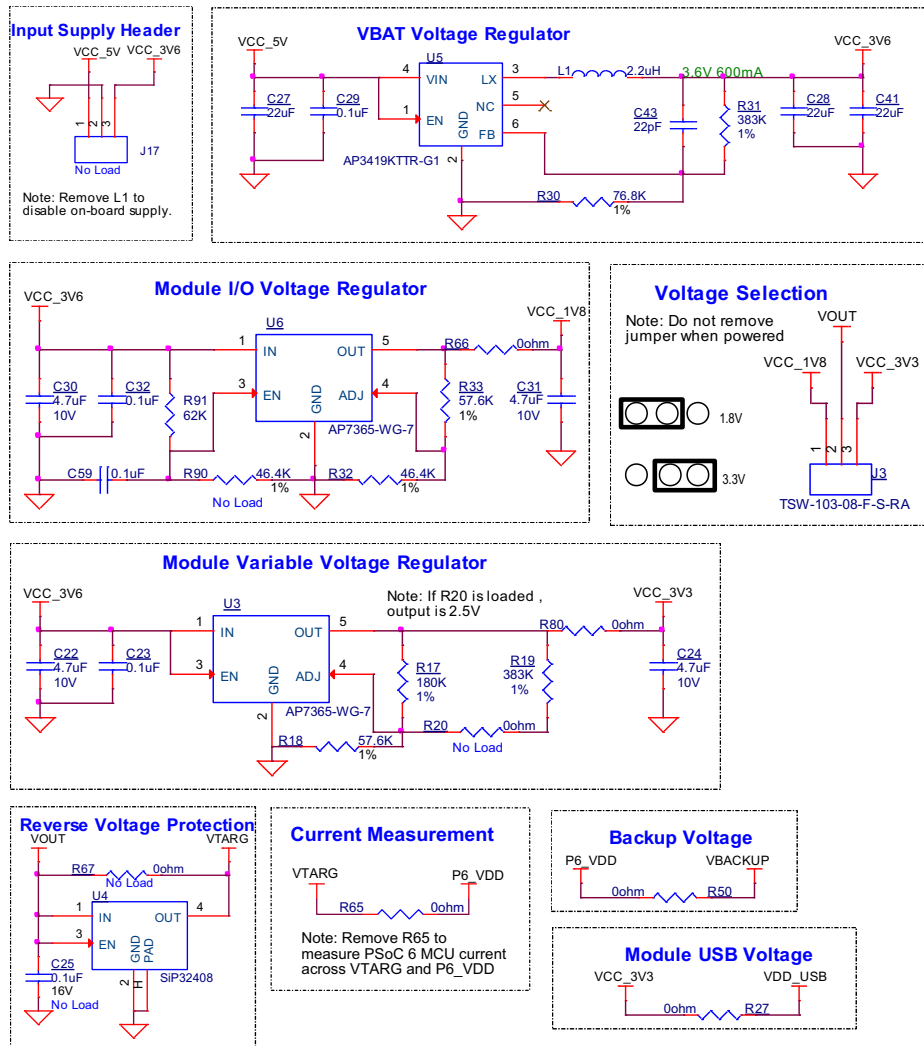 Input Supply Header
VCC_5V
VCC_3V6
1
2
3
J17
No Load
Note: Remove L1 to
disable on-board supply.
VBAT Voltage Regulator
VCC_5V
U5
VCC_3V6
4
VIN
LX
3
L1
2.2uH
3.6V 600mA
C27
22uF
C29
0.1uF
1
EN
NC
5
GND
FB
6
C43
22pF
R31
383K
1%
C28
22uF
C41
22uF
2
AP3419KTTR-G1
R30
76.8K
1%
Module I/O Voltage Regulator
VCC_3V6
U6
VCC_1V8
1
IN
OUT
5
R66
0ohm
C30
4.7uF
10V
C32
0.1uF
R91
62K
3
EN
ADJ
4
GND
R33
57.6K
1%
C31
4.7uF
10V
2
AP7365-WG-7
C59
0.1uF
R90
46.4K
1%
No Load
R32
46.4K
1%
Voltage Selection
Note: Do not remove
jumper when powered
VOUT
VCC_1V8
VCC_3V3
1.8V
3.3V
1
2
3
J3
TSW-103-08-F-S-RA
Module Variable Voltage Regulator
VCC_3V6
U3
Note: If R20 is loaded ,
output is 2.5V
VCC_3V3
1
IN
OUT
5
R80
0ohm
C22
4.7uF
10V
C23
0.1uF
3
EN
ADJ
4
GND
R17
180K
1%
R19
383K
1%
C24
4.7uF
10V
2
AP7365-WG-7
R18
57.6K
1%
R20
0ohm
No Load
Reverse Voltage Protection
VOUT
VTARG
R67
0ohm
No Load
U4
1
IN
OUT
4
3
EN
GND
PAD
C25
0.1uF
16V
No Load
2
H
SiP32408
Current Measurement
VTARG
P6_VDD
R65
0ohm
Note: Remove R65 to
measure PSoC 6 MCU current
across VTARG and P6_VDD
Backup Voltage
P6_VDD
VBACKUP
0ohm
R50
Module USB Voltage
VCC_3V3
VDD_USB
0ohm
R27